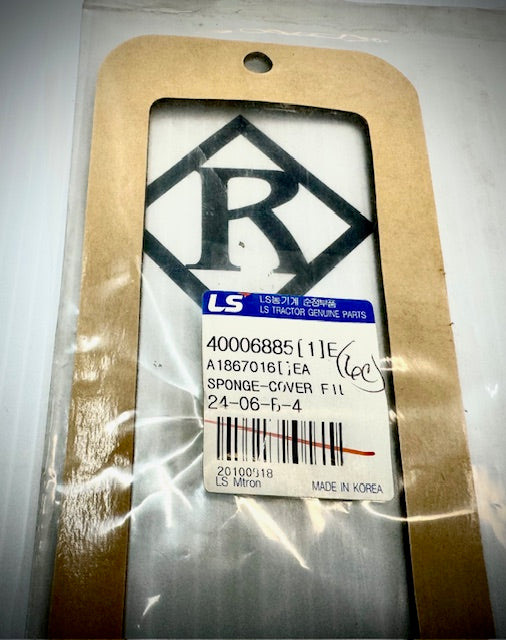 R
LS
LS농기계 순정부품
LS TRACTOR GENUINE PARTS
40006885[1]E
(6C)
A1867016[ ]EA
SPONGE-COVER FIL
24-06-B-4
20100518
LS Mtron
MADE IN KOREA